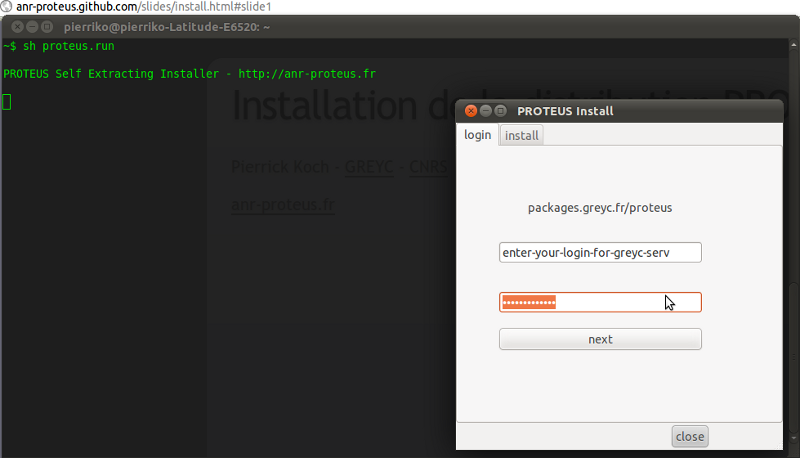 anr-proteus.github.com/slides/install.html#slide1
pierriko@pierriko-Latitude-E6520: ~
~$ sh proteus.run
PROTEUS Self Extracting Installer - http://anr-proteus.fr
Installation de la distribution PRO
Pierrick Koch - GREYC - CNRS
anr-proteus.fr
PROTEUS Install
login install
packages.greyc.fr/proteus
enter-your-login-for-greyc-serv
•••••••••••••
next
close